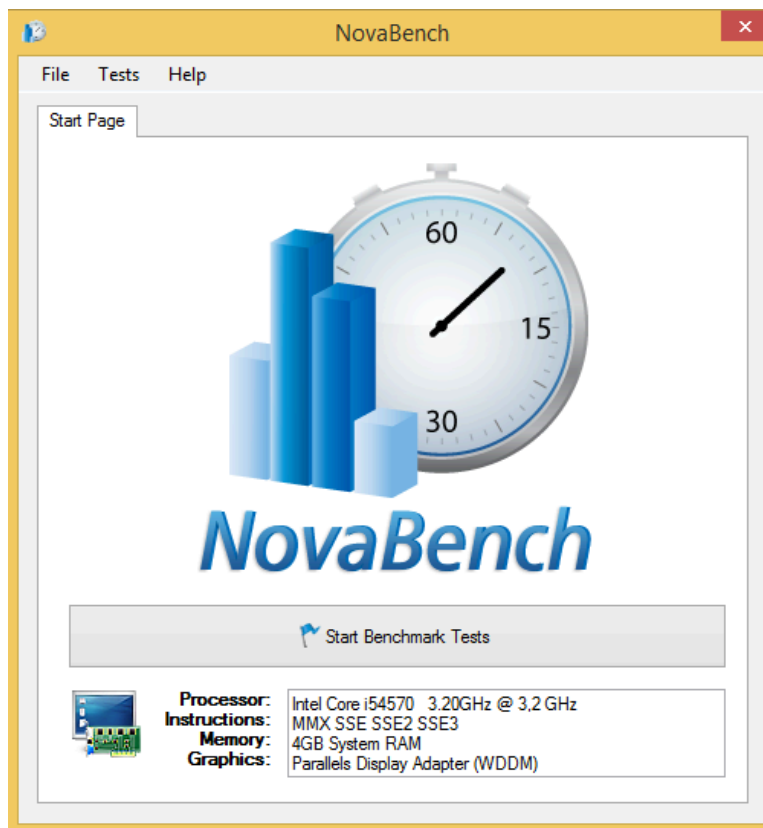 NovaBench
File Tests Help
Start Page
60
15
30
NovaBench
Start Benchmark Tests
Processor: Intel Core i54570 3.20GHz @ 3,2 GHz
Instructions: MMX SSE SSE2 SSE3
Memory: 4GB System RAM
Graphics: Parallels Display Adapter (WDDM)